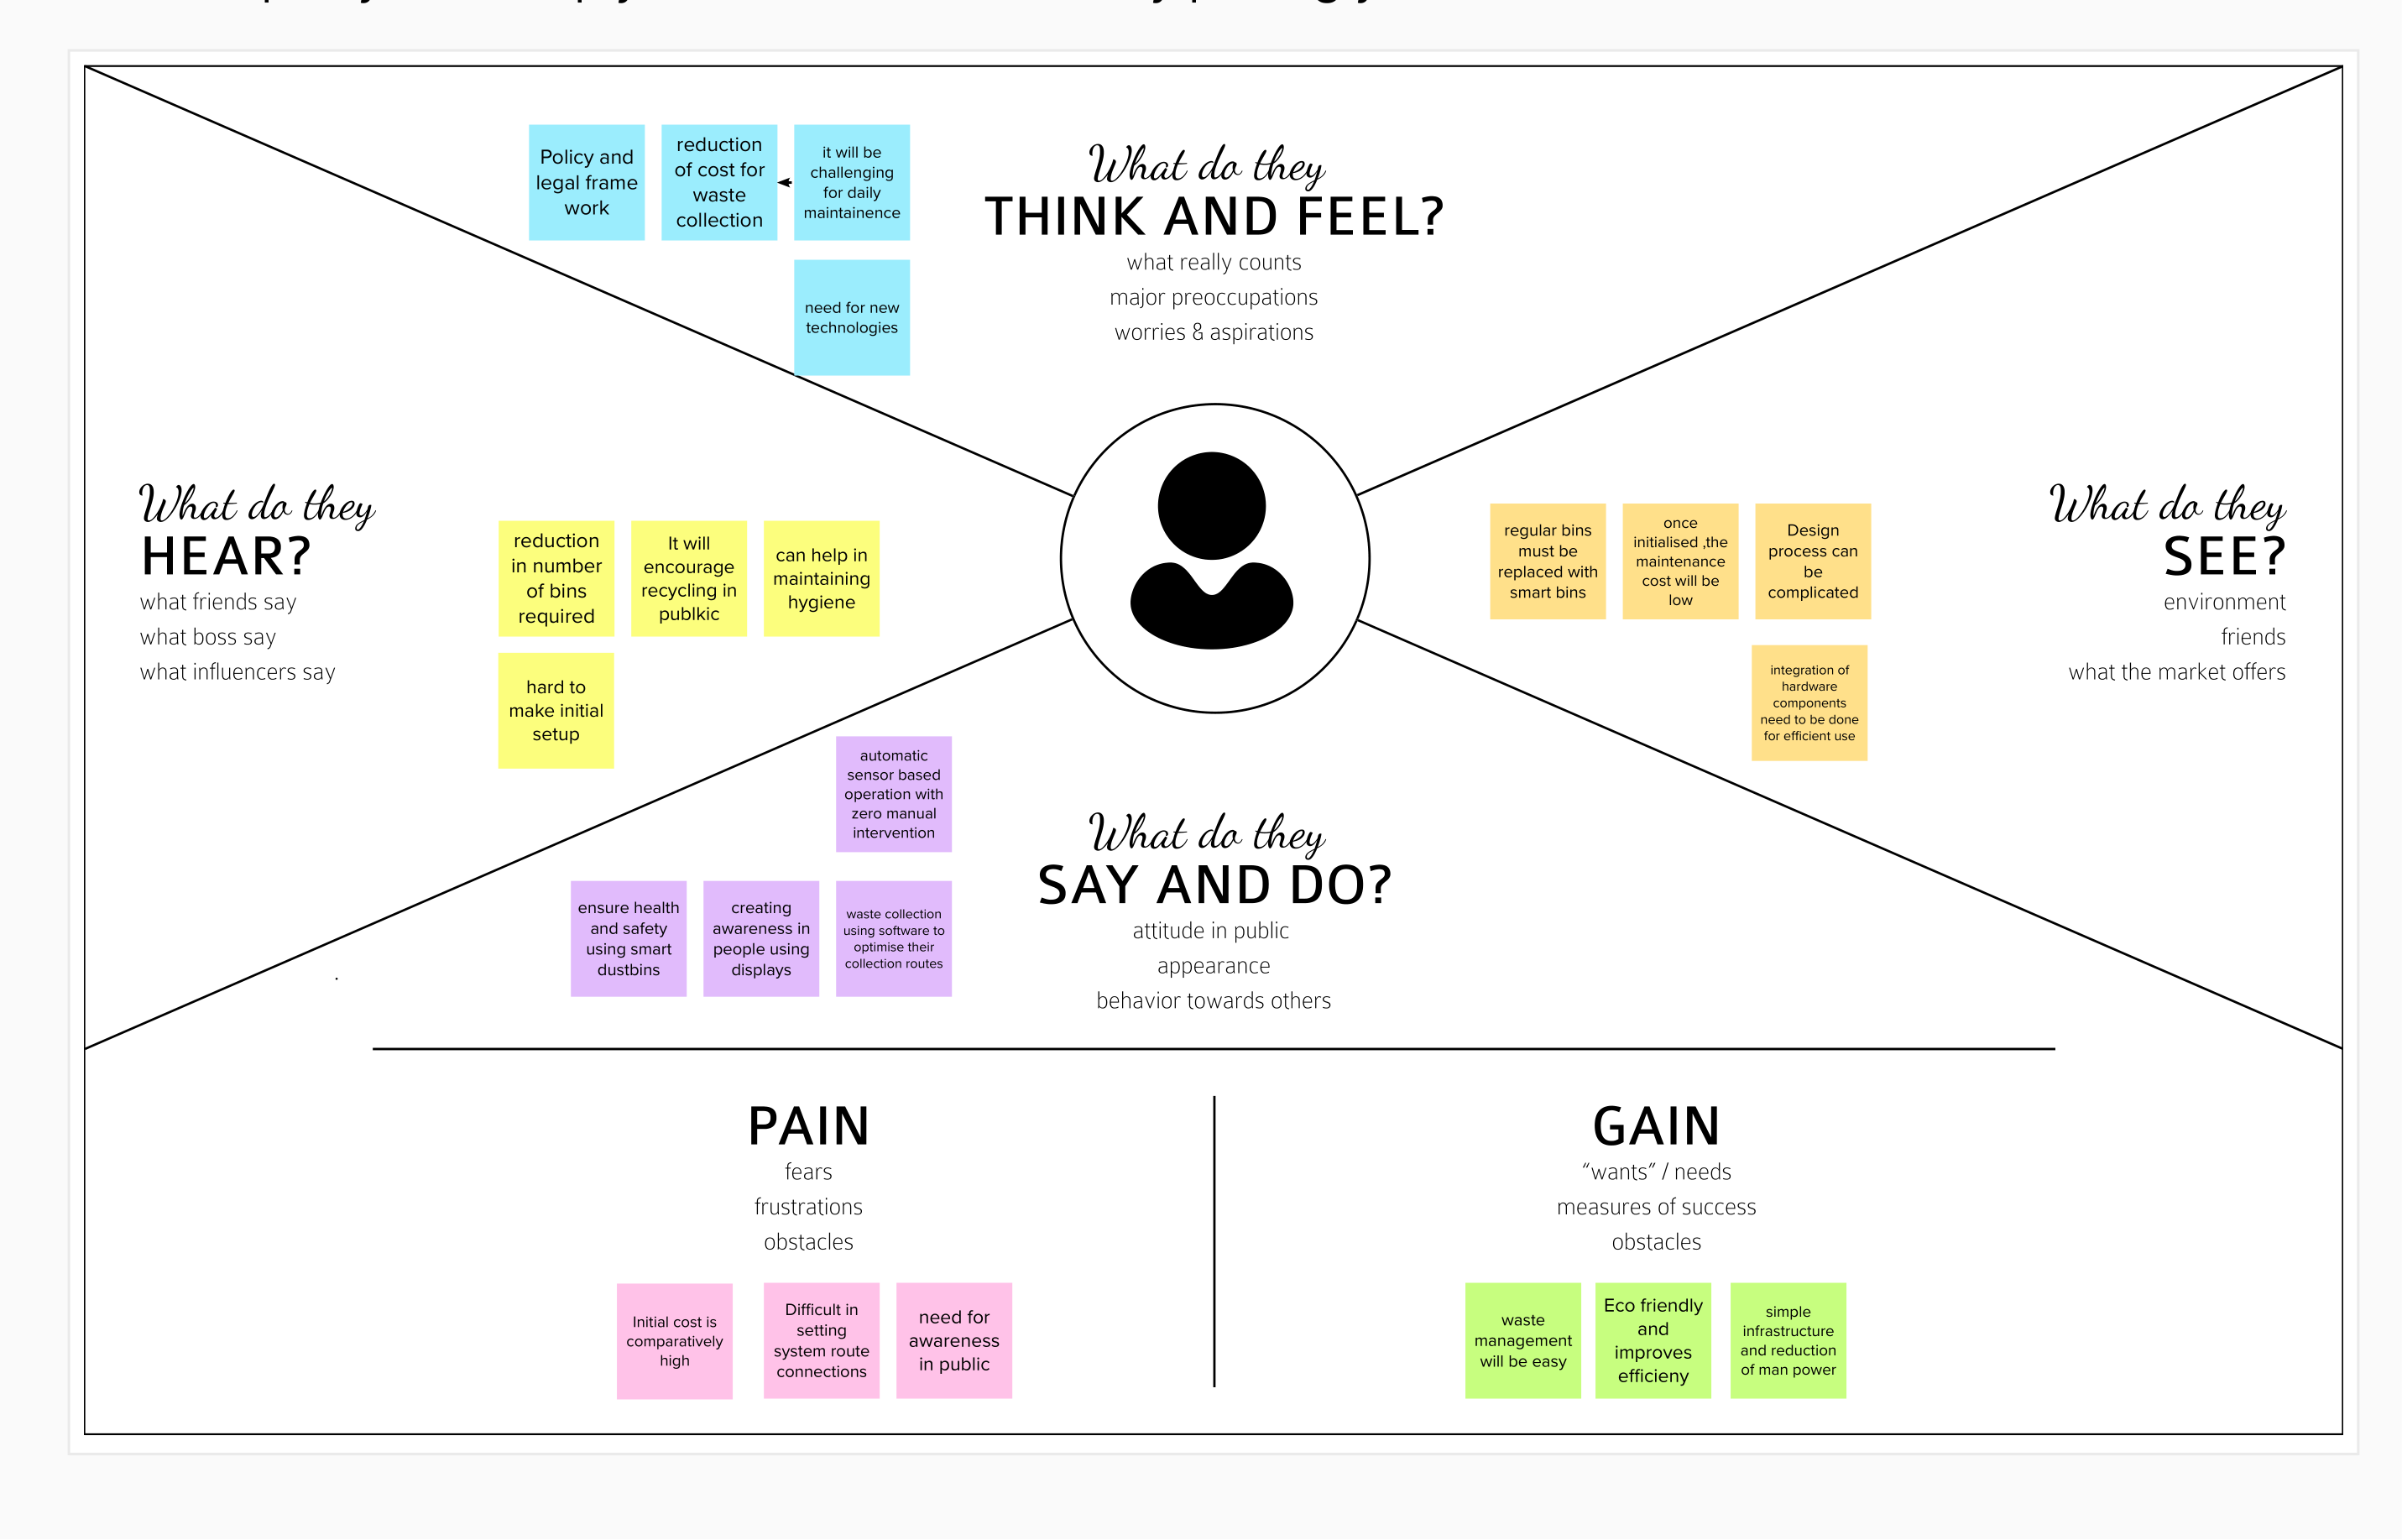 What do they
THINK AND FEEL?
what really counts
major preoccupations
worries & aspirations
Policy and
legal frame
work
reduction
of cost for
waste
collection
it will be
challenging
for daily
maintainence
need for new
technologies
What do they
HEAR?
what friends say
what boss say
what influencers say
reduction
in number
of bins
required
It will
encourage
recycling in
publkic
can help in
maintaining
hygiene
hard to
make initial
setup
What do they
SEE?
environment
friends
what the market offers
regular bins
must be
replaced with
smart bins
once
initialised ,the
maintenance
cost will be
low
Design
process can
be
complicated
integration of
hardware
components
need to be done
for efficient use
What do they
SAY AND DO?
attitude in public
appearance
behavior towards others
automatic
sensor based
operation with
zero manual
intervention
ensure health
and safety
using smart
dustbins
creating
awareness in
people using
displays
waste collection
using software to
optimise their
collection routes
PAIN
fears
frustrations
obstacles
Initial cost is
comparatively
high
Difficult in
setting
system route
connections
need for
awareness
in public
GAIN
“wants” / needs
measures of success
obstacles
waste
management
will be easy
Eco friendly
and
improves
efficieny
simple
infrastructure
and reduction
of man power